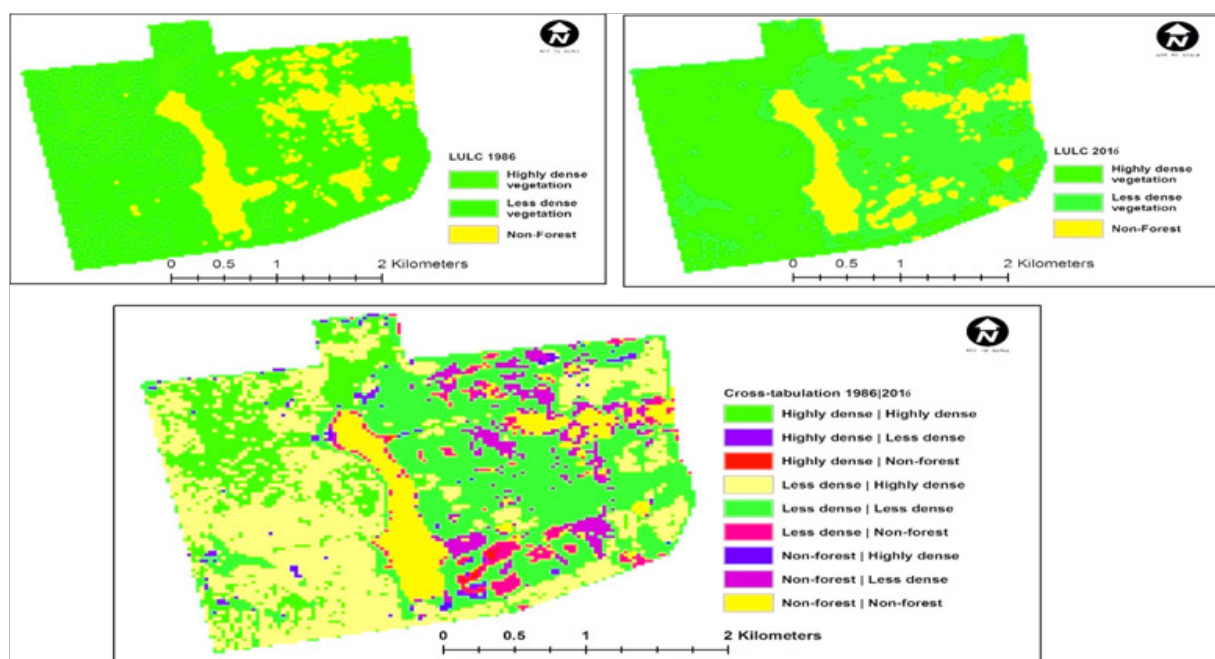 LULC 1986
Highly dense
vegetation
Less dense
vegetation
Non-Forest
0 0.5 1 2 Kilometers
N
LULC 2016
Highly dense
vegetation
Less dense
vegetation
Non-Forest
0 0.5 1 2 Kilometers
N
Cross-tabulation 1986|2016
Highly dense | Highly dense
Highly dense | Less dense
Highly dense | Non-forest
Less dense | Highly dense
Less dense | Less dense
Less dense | Non-forest
Non-forest | Highly dense
Non-forest | Less dense
Non-forest | Non-forest
0 0.5 1 2 Kilometers
N